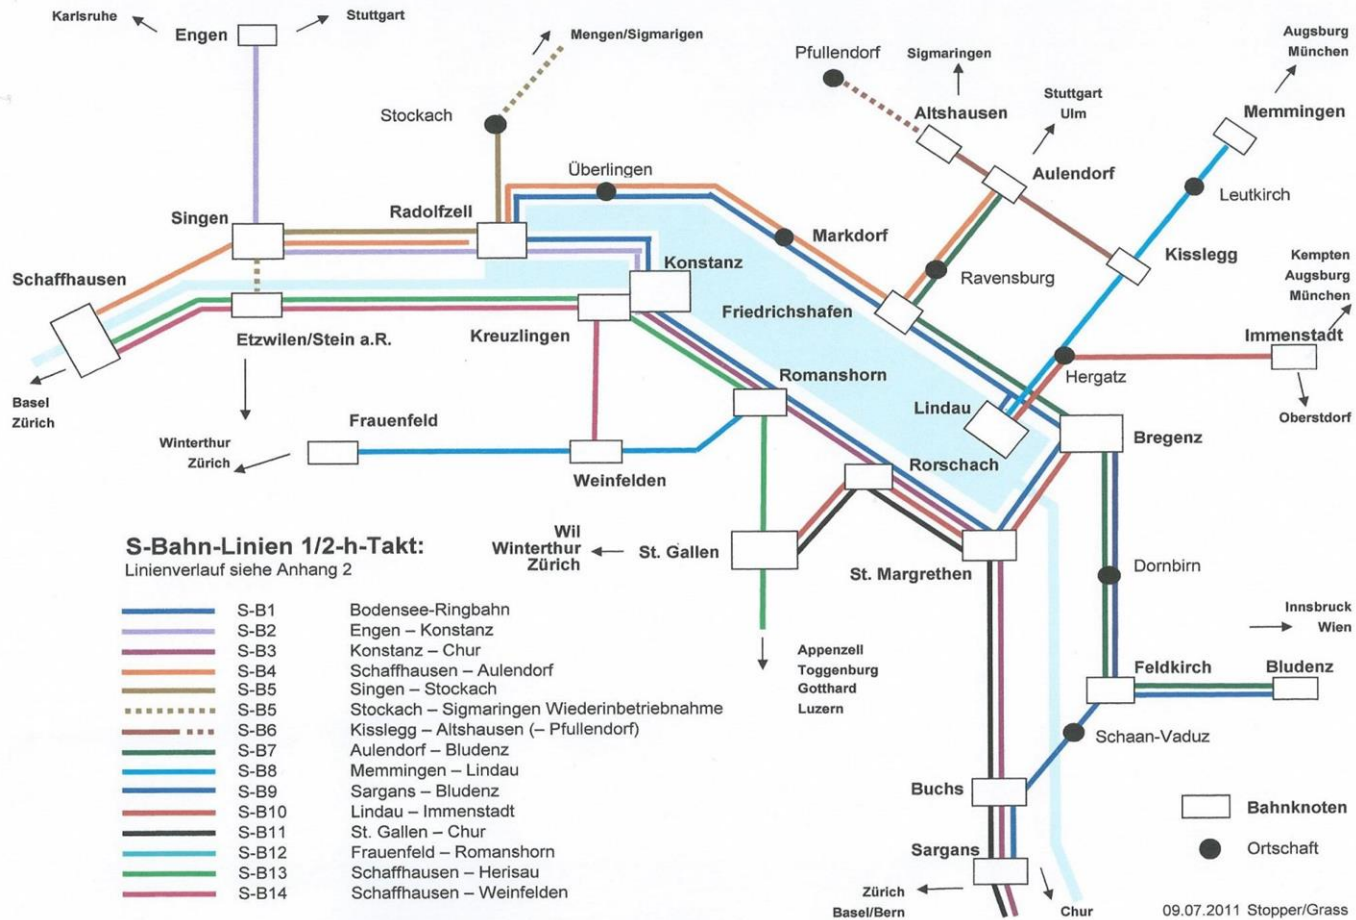 Karlsruhe
Stuttgart
Engen
Mengen/Sigmarigen
Stockach
Pfullendorf
Sigmaringen
Altshausen
Stuttgart
Ulm
Aulendorf
Augsburg
München
Memmingen
Leutkirch
Überlingen
Singen
Radolfzell
Markdorf
Ravensburg
Kisslegg
Schaffhausen
Konstanz
Friedrichshafen
Kempten
Augsburg
München
Immenstadt
Etzwilen/Stein a.R.
Kreuzlingen
Hergatz
Oberstdorf
Basel
Zürich
Romanshorn
Lindau
Bregenz
Winterthur
Zürich
Frauenfeld
Weinfelden
Rorschach
Wil
Winterthur
Zürich
St. Gallen
St. Margrethen
Dornbirn
Innsbruck
Wien
Appenzell
Toggenburg
Gotthard
Luzern
Feldkirch
Bludenz
Schaan-Vaduz
Buchs
Sargans
Zürich
Basel/Bern
Chur
S-Bahn-Linien 1/2-h-Takt:
Linienverlauf siehe Anhang 2
S-B1 Bodensee-Ringbahn
S-B2 Engen – Konstanz
S-B3 Konstanz – Chur
S-B4 Schaffhausen – Aulendorf
S-B5 Singen – Stockach
S-B5 Stockach – Sigmaringen Wiederinbetriebnahme
S-B6 Kisslegg – Altshausen (– Pfullendorf)
S-B7 Aulendorf – Bludenz
S-B8 Memmingen – Lindau
S-B9 Sargans – Bludenz
S-B10 Lindau – Immenstadt
S-B11 St. Gallen – Chur
S-B12 Frauenfeld – Romanshorn
S-B13 Schaffhausen – Herisau
S-B14 Schaffhausen – Weinfelden
Bahnknoten
Ortschaft
09.07.2011 Stopper/Grass